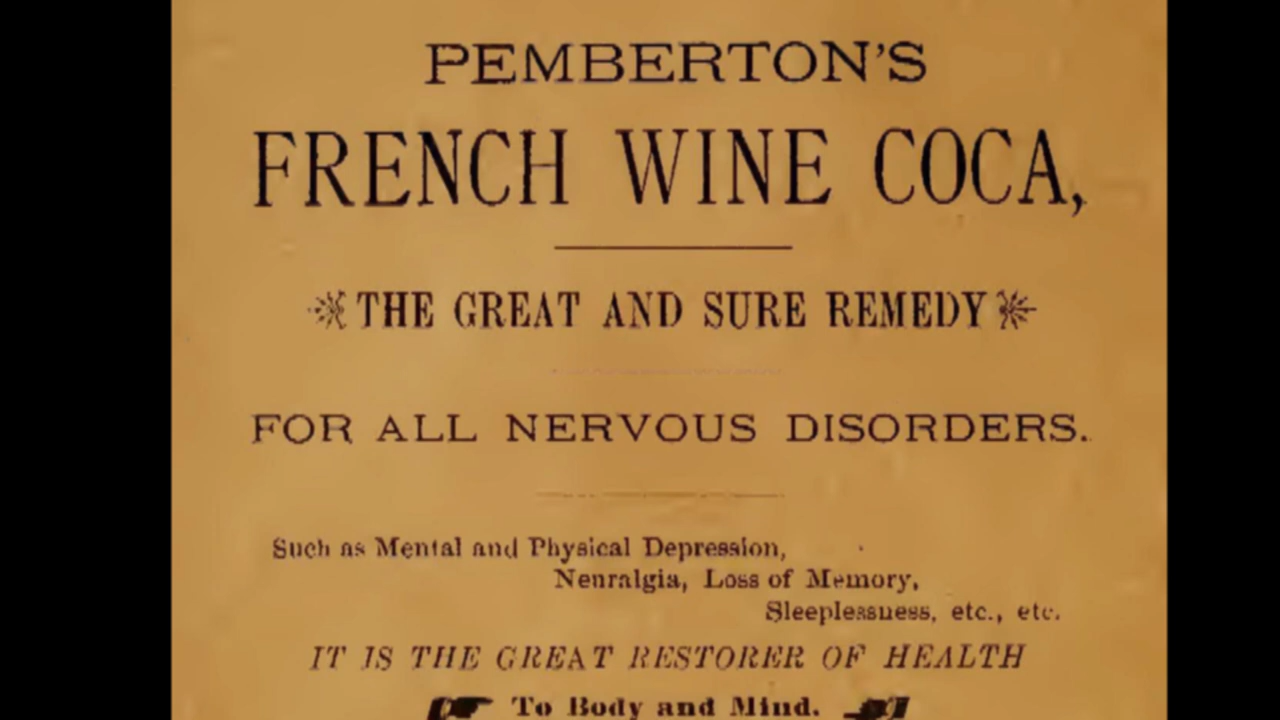 PEMBERTON'S
FRENCH WINE COCA,
THE GREAT AND SURE REMEDY
FOR ALL NERVOUS DISORDERS.
Such as Mental and Physical Depression,
Neuralgia, Loss of Memory,
Sleeplessness, etc., etc.
IT IS THE GREAT RESTORER OF HEALTH
To Body and Mind.